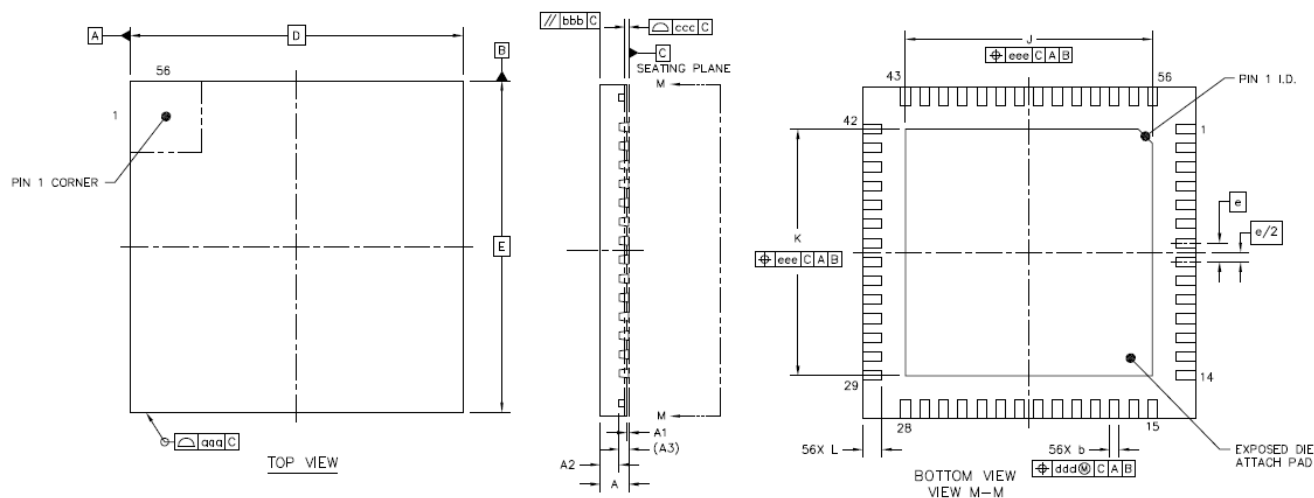 A
D
B
56
1
PIN 1 CORNER
E
aaa C
TOP VIEW
// bbb C
ccc C
C
SEATING PLANE
M
M
A1
(A3)
A2
A
J
eee C A B
43
56
PIN 1 I.D.
42
1
K
eee C A B
e
e/2
29
14
28
15
56X L
56X b
ddd Ⓜ C A B
EXPOSED DIE
ATTACH PAD
BOTTOM VIEW
VIEW M-M